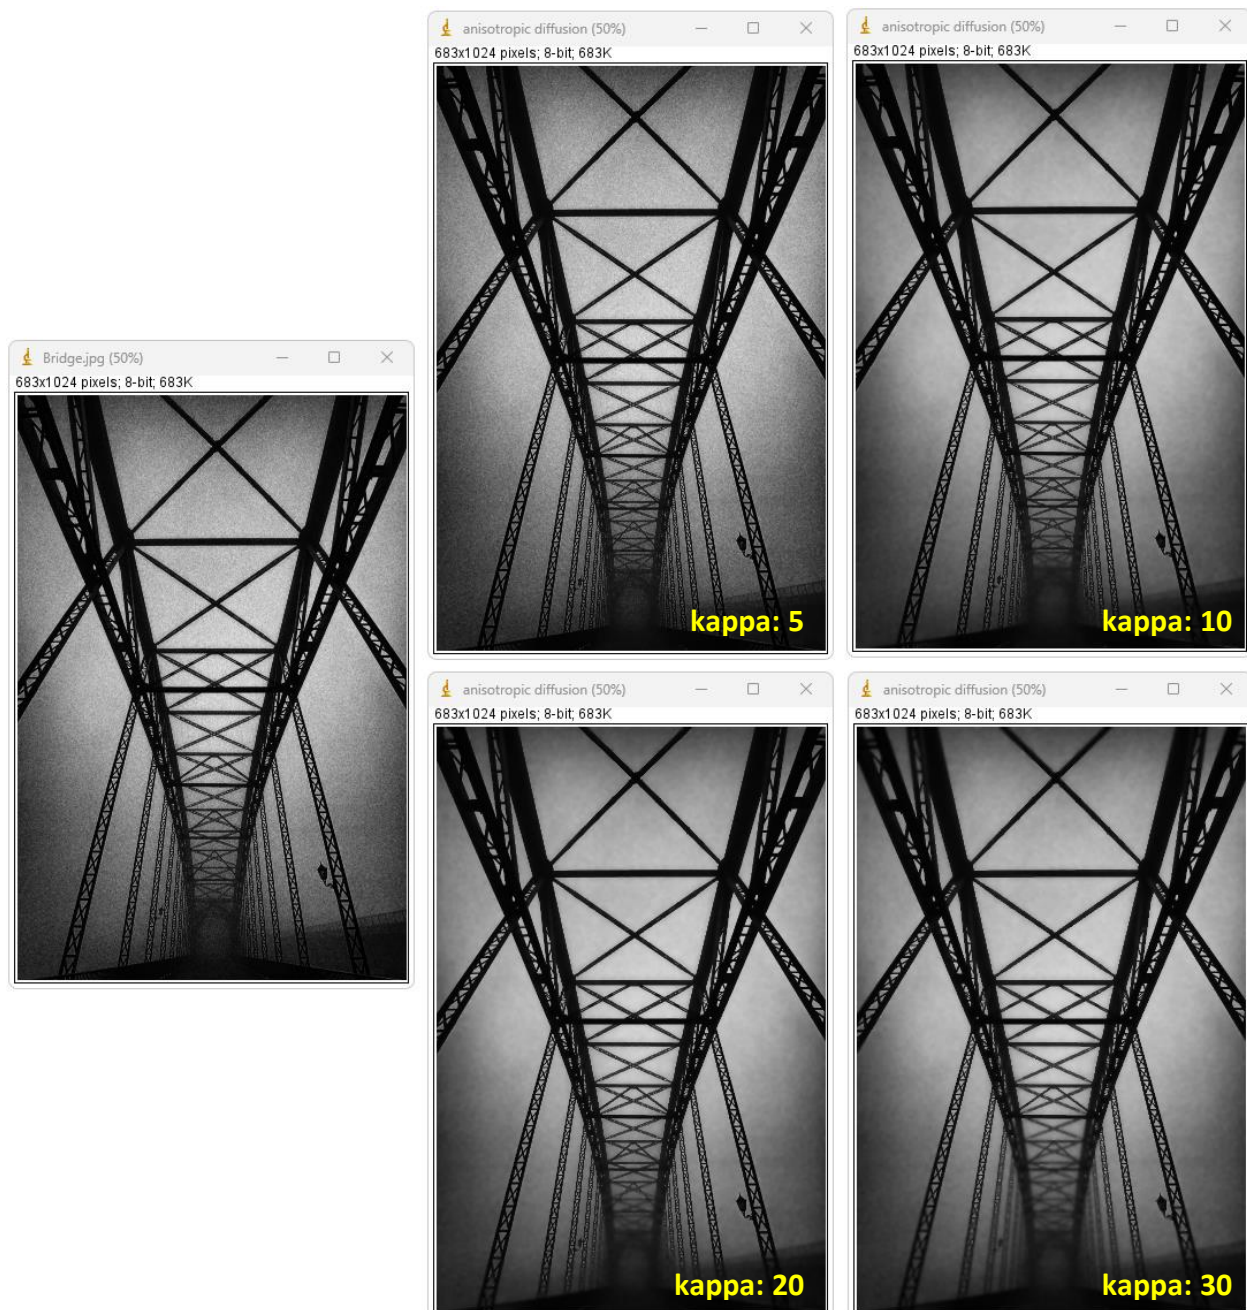 anisotropic diffusion (50%)
683x1024 pixels; 8-bit; 683K
kappa: 5
anisotropic diffusion (50%)
683x1024 pixels; 8-bit; 683K
kappa: 10
Bridge.jpg (50%)
683x1024 pixels; 8-bit; 683K
anisotropic diffusion (50%)
683x1024 pixels; 8-bit; 683K
kappa: 20
anisotropic diffusion (50%)
683x1024 pixels; 8-bit; 683K
kappa: 30